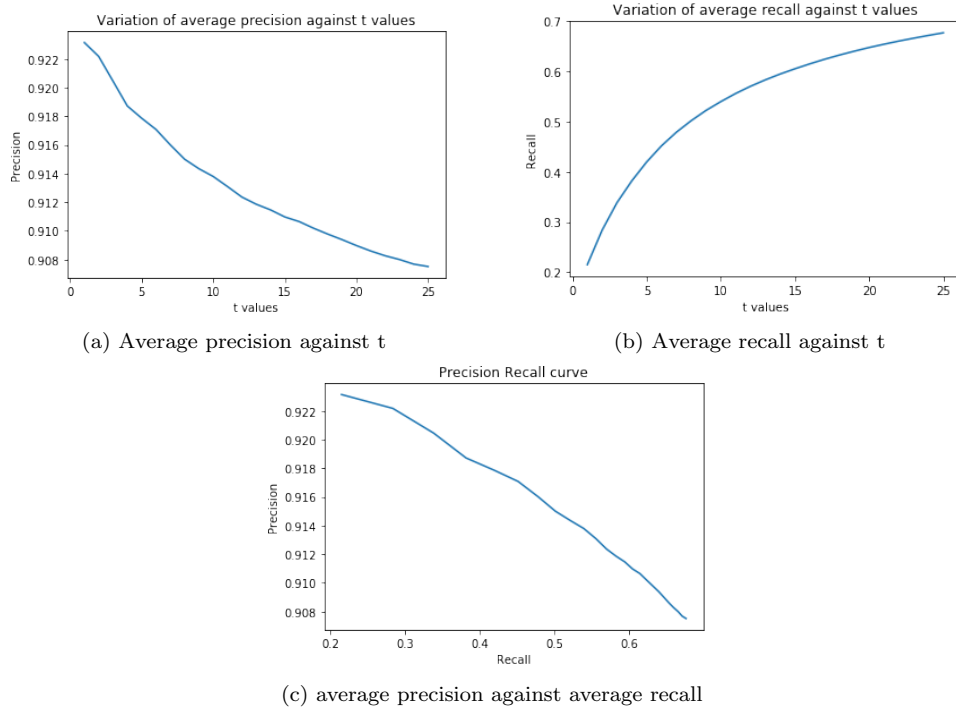 Variation of average precision against t values
0.922
0.920
0.918
0.916
0.914
0.912
0.910
0.908
Precision
0 5 10 15 20 25
t values
(a) Average precision against t
Variation of average recall against t values
0.7
0.6
0.5
0.4
0.3
0.2
Recall
0 5 10 15 20 25
t values
(b) Average recall against t
Precision Recall curve
0.922
0.920
0.918
0.916
0.914
0.912
0.910
0.908
Precision
0.2 0.3 0.4 0.5 0.6
Recall
(c) average precision against average recall